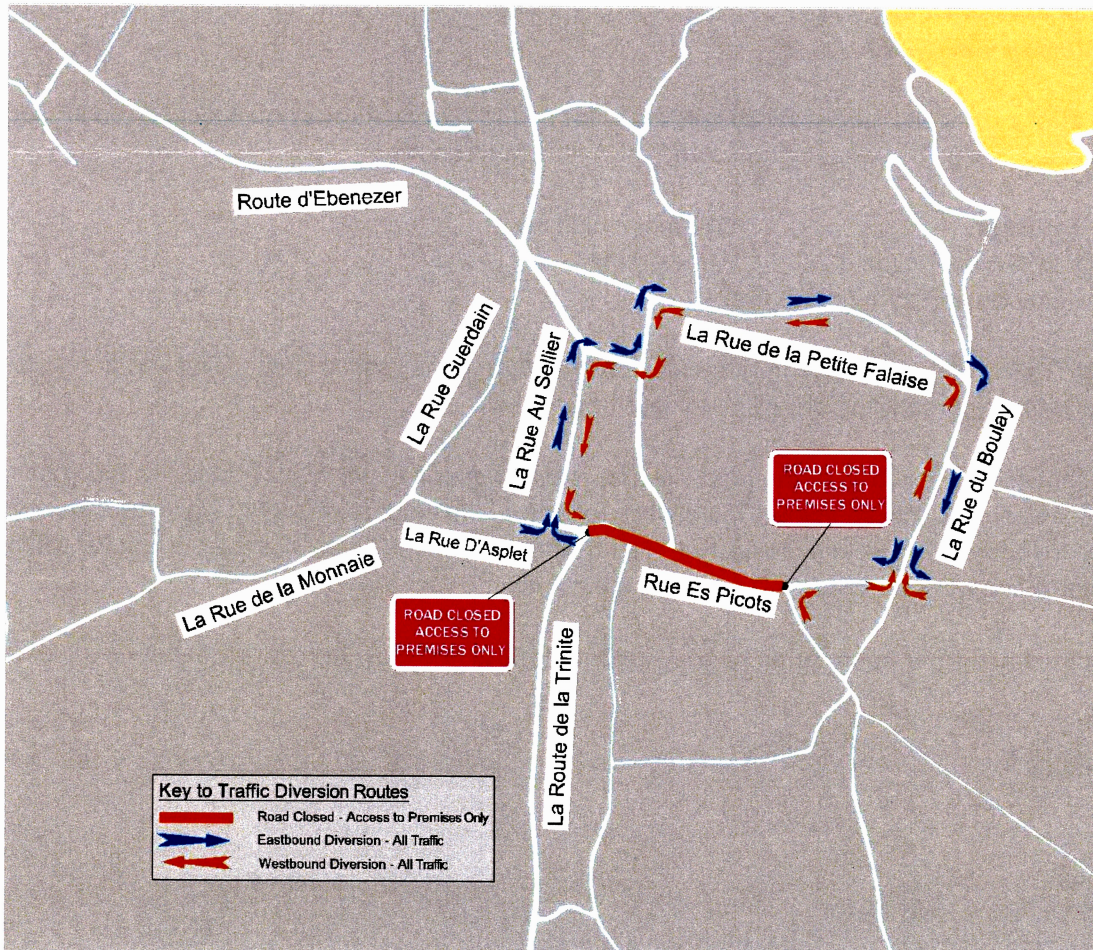 Route d'Ebenezer
La Rue Guerdain
La Rue Au Sellier
La Rue de la Petite Falaise
La Rue du Boulay
ROAD CLOSED
ACCESS TO
PREMISES ONLY
La Rue D'Asplet
La Rue de la Monnaie
Rue Es Picots
ROAD CLOSED
ACCESS TO
PREMISES ONLY
La Route de la Trinite
Key to Traffic Diversion Routes
Road Closed - Access to Premises Only
Eastbound Diversion - All Traffic
Westbound Diversion - All Traffic